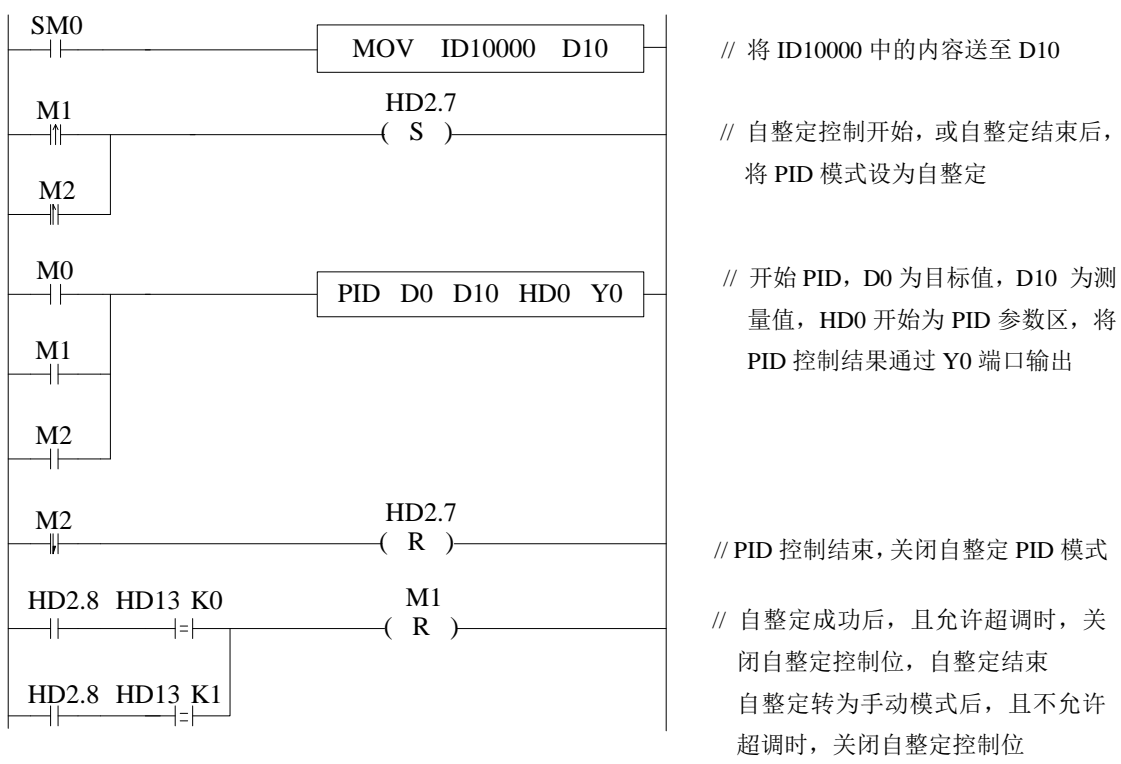 SM0
MOV ID10000 D10
// 将 ID10000 中的内容送至 D10
M1
HD2.7
( S )
// 自整定控制开始，或自整定结束后，
将 PID 模式设为自整定
M2
M0
PID D0 D10 HD0 Y0
// 开始 PID，D0 为目标值，D10 为测
量值，HD0 开始为 PID 参数区，将
PID 控制结果通过 Y0 端口输出
M1
M2
M2
HD2.7
( R )
// PID 控制结束，关闭自整定 PID 模式
HD2.8 HD13 K0
=
M1
( R )
// 自整定成功后，且允许超调时，关
闭自整定控制位，自整定结束
自整定转为手动模式后，且不允许
超调时，关闭自整定控制位
HD2.8 HD13 K1
=